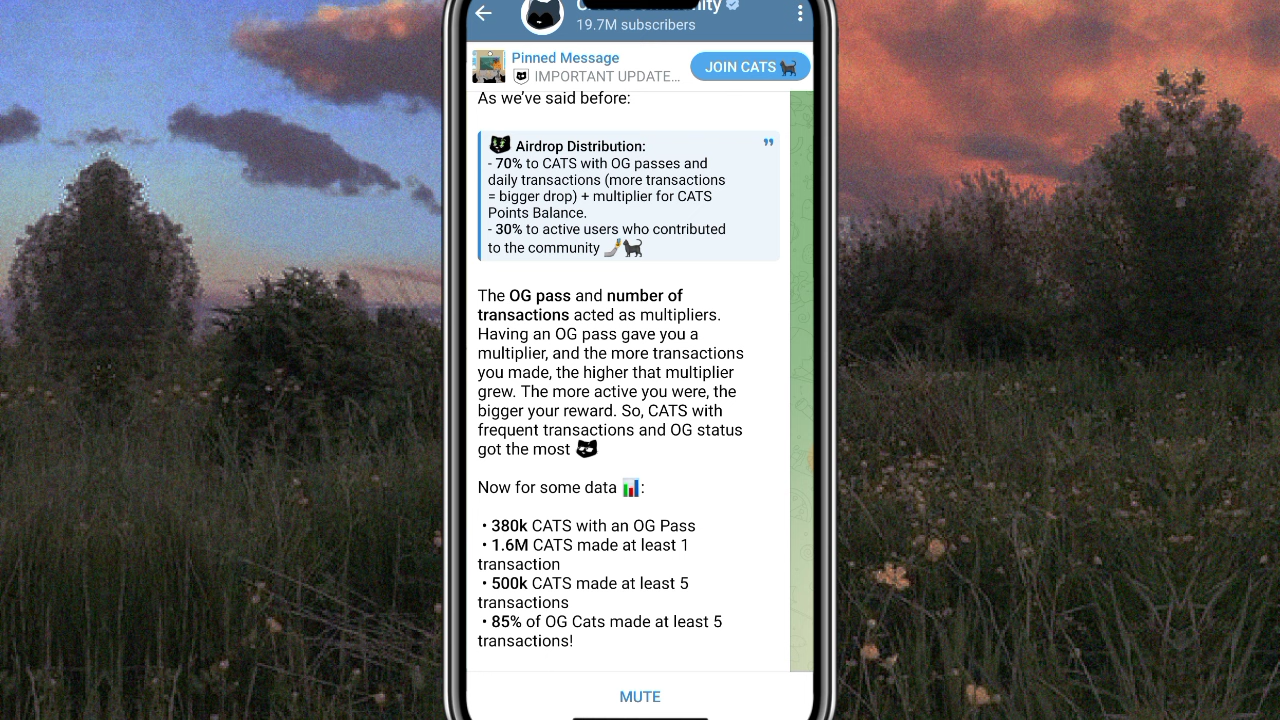 19.7M subscribers
Pinned Message
IMPORTANT UPDATE...
JOIN CATS
As we've said before:
Airdrop Distribution:
- 70% to CATS with OG passes and
daily transactions (more transactions
= bigger drop) + multiplier for CATS
Points Balance.
- 30% to active users who contributed
to the community
The OG pass and number of
transactions acted as multipliers.
Having an OG pass gave you a
multiplier, and the more transactions
you made, the higher that multiplier
grew. The more active you were, the
bigger your reward. So, CATS with
frequent transactions and OG status
got the most
Now for some data :
• 380k CATS with an OG Pass
• 1.6M CATS made at least 1
transaction
• 500k CATS made at least 5
transactions
• 85% of OG Cats made at least 5
transactions!
MUTE